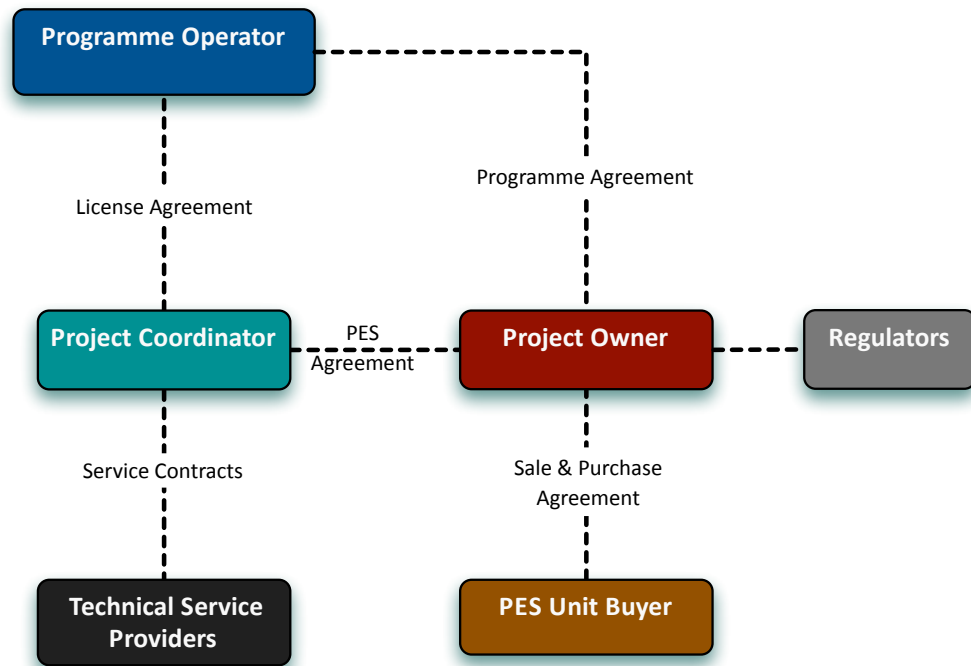 Programme Operator
Programme Agreement
License Agreement
Project Coordinator
PES
Agreement
Project Owner
Regulators
Service Contracts
Sale & Purchase
Agreement
Technical Service
Providers
PES Unit Buyer